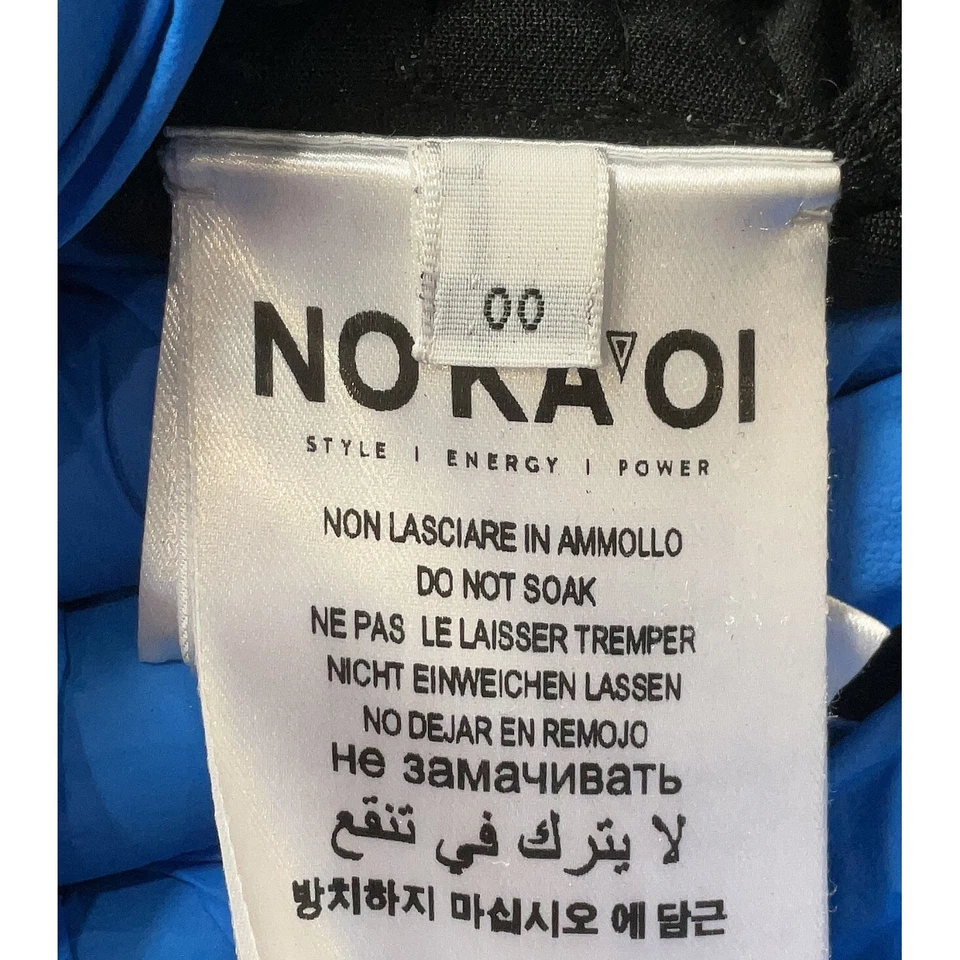 00
NO KA'OI
STYLE | ENERGY | POWER
NON LASCIARE IN AMMOLLO
DO NOT SOAK
NE PAS LE LAISSER TREMPER
NICHT EINWEICHEN LASSEN
NO DEJAR EN REMOJO
не замачивать
لا يترك في تنقع
방치하지 마십시오 에 담근